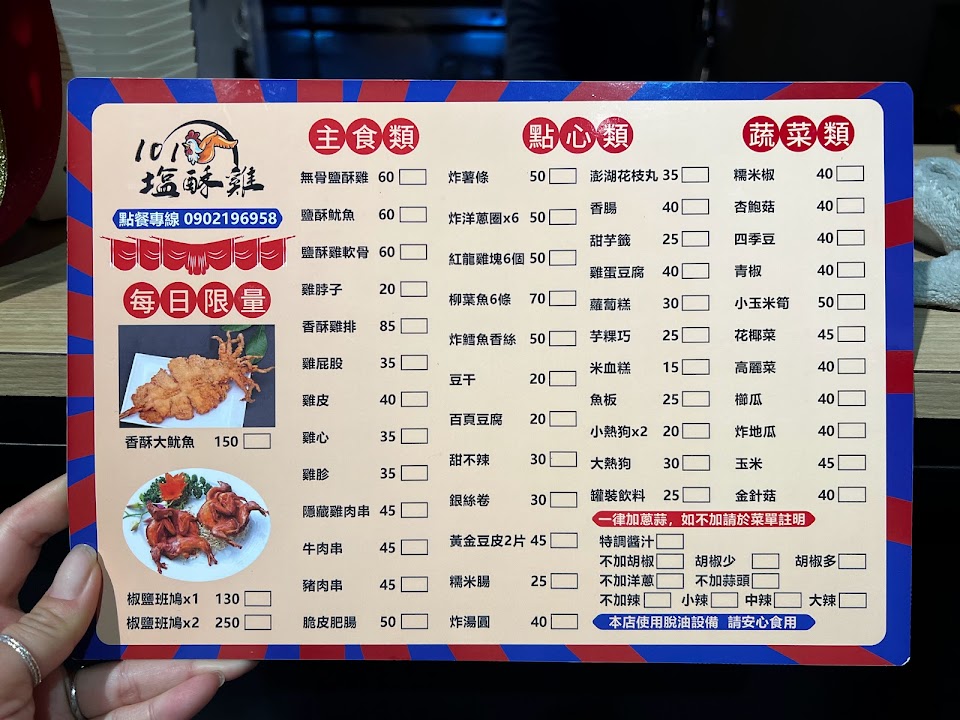 101
塩酥雞
點餐專線 0902196958
每日限量
香酥大魷魚 150
椒鹽班鳩x1 130
椒鹽班鳩x2 250
主食類
無骨鹽酥雞 60
鹽酥魷魚 60
鹽酥雞軟骨 60
雞脖子 20
香酥雞排 85
雞屁股 35
雞皮 40
雞心 35
雞胗 35
隱藏雞肉串 45
牛肉串 45
豬肉串 45
脆皮肥腸 50
點心類
炸薯條 50
炸洋蔥圈x6 50
紅龍雞塊6個 50
柳葉魚6條 70
炸鱈魚香絲 50
豆干 20
百頁豆腐 20
甜不辣 30
銀絲卷 30
黃金豆皮2片 45
糯米腸 25
炸湯圓 40
澎湖花枝丸 35
香腸 40
甜芋籤 25
雞蛋豆腐 40
蘿蔔糕 30
芋粿巧 25
米血糕 15
魚板 25
小熱狗x2 20
大熱狗 30
罐裝飲料 25
蔬菜類
糯米椒 40
杏鮑菇 40
四季豆 40
青椒 40
小玉米筍 50
花椰菜 45
高麗菜 40
櫛瓜 40
炸地瓜 40
玉米 45
金針菇 40
一律加蔥蒜，如不加請於菜單註明
特調醬汁
不加胡椒 胡椒少 胡椒多
不加洋蔥 不加蒜頭
不加辣 小辣 中辣 大辣
本店使用脫油設備 請安心食用